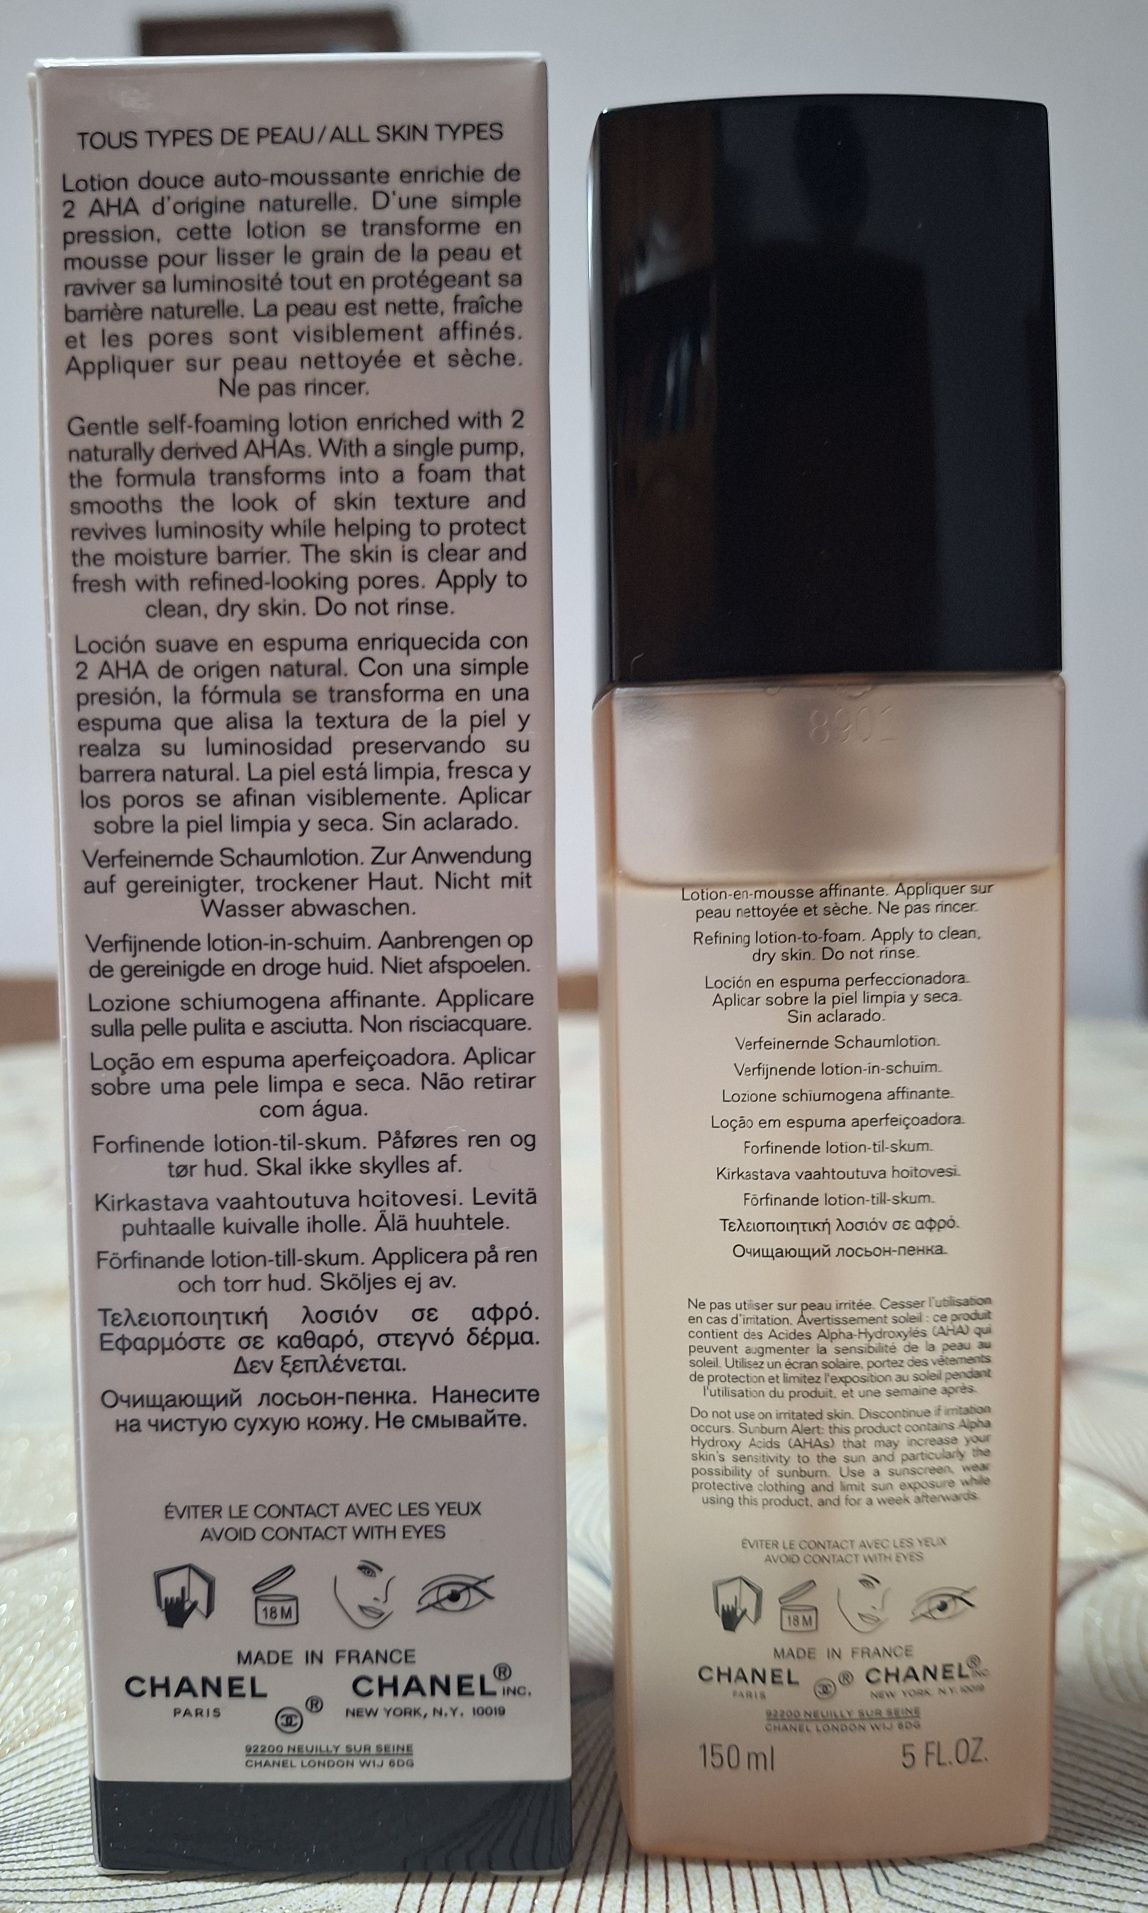 TOUS TYPES DE PEAU/ALL SKIN TYPES
Lotion douce auto-moussante enrichie de
2 AHA d'origine naturelle. D'une simple
pression, cette lotion se transforme en
mousse pour lisser le grain de la peau et
raviver sa luminosité tout en protégeant sa
barrière naturelle. La peau est nette, fraîche
et les pores sont visiblement affinés.
Appliquer sur peau nettoyée et sèche.
Ne pas rincer.
Gentle self-foaming lotion enriched with 2
naturally derived AHAs. With a single pump,
the formula transforms into a foam that
smooths the look of skin texture and
revives luminosity while helping to protect
the moisture barrier. The skin is clear and
fresh with refined-looking pores. Apply to
clean, dry skin. Do not rinse.
Loción suave en espuma enriquecida con
2 AHA de origen natural. Con una simple
presión, la fórmula se transforma en una
espuma que alisa la textura de la piel y
realza su luminosidad preservando su
barrera natural. La piel está limpia, fresca y
los poros se afinan visiblemente. Aplicar
sobre la piel limpia y seca. Sin aclarado.
Verfeinernde Schaumlotion. Zur Anwendung
auf gereinigter, trockener Haut. Nicht mit
Wasser abwaschen.
Verfijnende lotion-in-schuim. Aanbrengen op
de gereinigde en droge huid. Niet afspoelen.
Lozione schiumogena affinante. Applicare
sulla pelle pulita e asciutta. Non risciacquare.
Loção em espuma aperfeiçoadora. Aplicar
sobre uma pele limpa e seca. Não retirar
com água.
Forfinende lotion-til-skum. Påføres ren og
tør hud. Skal ikke skylles af.
Kirkastava vaahtoutuva hoitovesi. Levitä
puhtaalle kuivalle iholle. Älä huuhtele.
Förfinande lotion-till-skum. Applicera på ren
och torr hud. Sköljes ej av.
Τελειοποιητική λοσιόν σε αφρό.
Εφαρμόστε σε καθαρό, στεγνό δέρμα.
Δεν ξεπλένεται.
Очищающий лосьон-пенка. Нанесите
на чистую сухую кожу. Не смывайте.
ÉVITER LE CONTACT AVEC LES YEUX
AVOID CONTACT WITH EYES
18 M
MADE IN FRANCE
CHANEL CHANEL® INC.
PARIS ® NEW YORK, N.Y. 10019
92200 NEUILLY SUR SEINE
CHANEL LONDON W1J 6DG
8902
Lotion-en-mousse affinante. Appliquer sur
peau nettoyée et sèche. Ne pas rincer.
Refining lotion-to-foam. Apply to clean,
dry skin. Do not rinse.
Loción en espuma perfeccionadora.
Aplicar sobre la piel limpia y seca.
Sin aclarado.
Verfeinernde Schaumlotion.
Verfijnende lotion-in-schuim.
Lozione schiumogena affinante.
Loção em espuma aperfeiçoadora.
Forfinende lotion-til-skum.
Kirkastava vaahtoutuva hoitovesi.
Förfinande lotion-till-skum.
Τελειοποιητική λοσιόν σε αφρό.
Очищающий лосьон-пенка.
Ne pas utiliser sur peau irritée. Cesser l'utilisation
en cas d'irritation. Avertissement soleil : ce produit
contient des Acides Alpha-Hydroxylés (AHA) qui
peuvent augmenter la sensibilité de la peau au
soleil. Utilisez un écran solaire, portez des vêtements
de protection et limitez l'exposition au soleil pendant
l'utilisation du produit, et une semaine après.
Do not use on irritated skin. Discontinue if irritation
occurs. Sunburn Alert: this product contains Alpha
Hydroxy Acids (AHAs) that may increase your
skin's sensitivity to the sun and particularly the
possibility of sunburn. Use a sunscreen, wear
protective clothing and limit sun exposure while
using this product, and for a week afterwards.
ÉVITER LE CONTACT AVEC LES YEUX
AVOID CONTACT WITH EYES
18 M
MADE IN FRANCE
CHANEL ® CHANEL® INC.
PARIS NEW YORK N.Y. 10019
92200 NEUILLY SUR SEINE
CHANEL LONDON W1J 6DG
150 ml 5 FL.OZ.